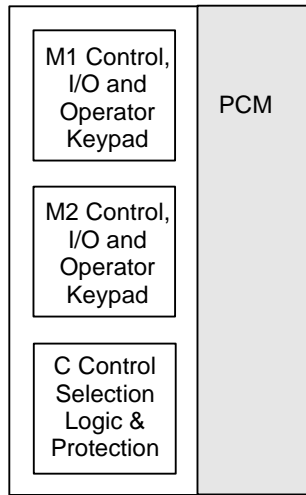 M1 Control,
I/O and
Operator
Keypad
PCM
M2 Control,
I/O and
Operator
Keypad
C Control
Selection
Logic &
Protection